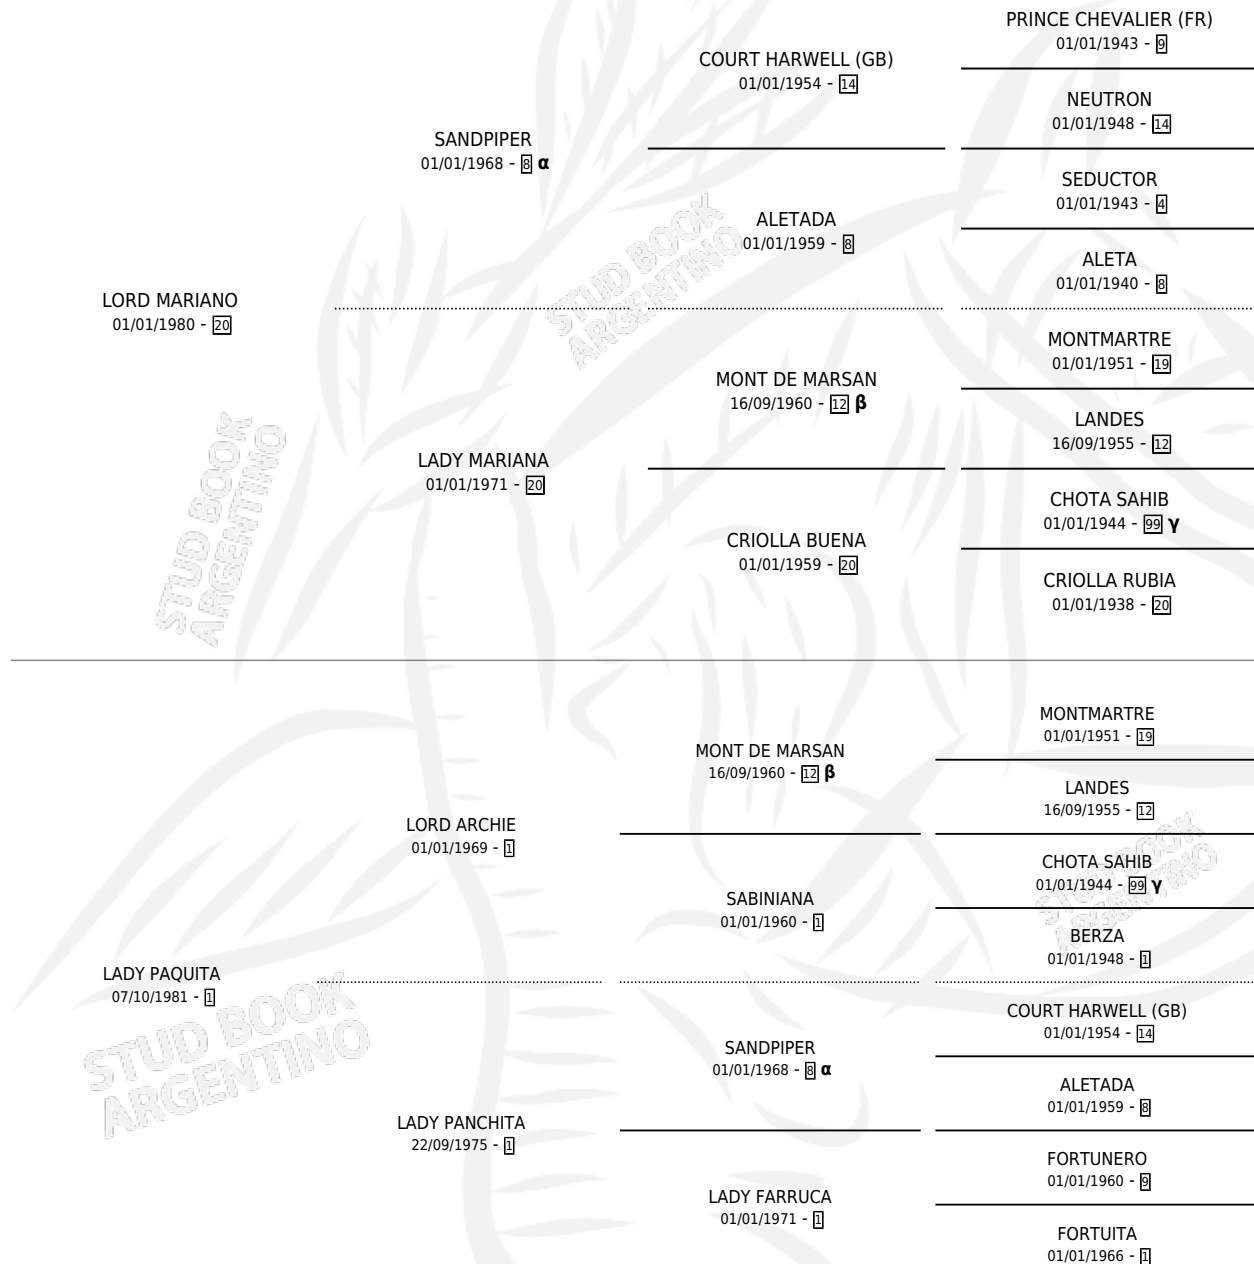 PRINCE CHEVALIER (FR)
01/01/1943 - 9
COURT HARWELL (GB)
01/01/1954 - 14
NEUTRON
01/01/1948 - 14
SANDPIPER
01/01/1968 - 8 α
SEDUCTOR
01/01/1943 - 4
ALETADA
01/01/1959 - 8
ALETA
01/01/1940 - 8
LORD MARIANO
01/01/1980 - 20
MONTMARTRE
01/01/1951 - 19
MONT DE MARSAN
16/09/1960 - 12 β
LANDES
16/09/1955 - 12
LADY MARIANA
01/01/1971 - 20
CHOTA SAHIB
01/01/1944 - 99 γ
CRIOLLA BUENA
01/01/1959 - 20
CRIOLLA RUBIA
01/01/1938 - 20
MONTMARTRE
01/01/1951 - 19
MONT DE MARSAN
16/09/1960 - 12 β
LANDES
16/09/1955 - 12
LORD ARCHIE
01/01/1969 - 1
CHOTA SAHIB
01/01/1944 - 99 γ
SABINIANA
01/01/1960 - 1
BERZA
01/01/1948 - 1
LADY PAQUITA
07/10/1981 - 1
COURT HARWELL (GB)
01/01/1954 - 14
SANDPIPER
01/01/1968 - 8 α
ALETADA
01/01/1959 - 8
LADY PANCHITA
22/09/1975 - 1
FORTUNERO
01/01/1960 - 9
LADY FARRUCA
01/01/1971 - 1
FORTUITA
01/01/1966 - 1
STUD BOOK
ARGENTINO
STUD BOOK
ARGENTINO
STUD BOOK
ARGENTINO
STUD BOOK
ARGENTINO